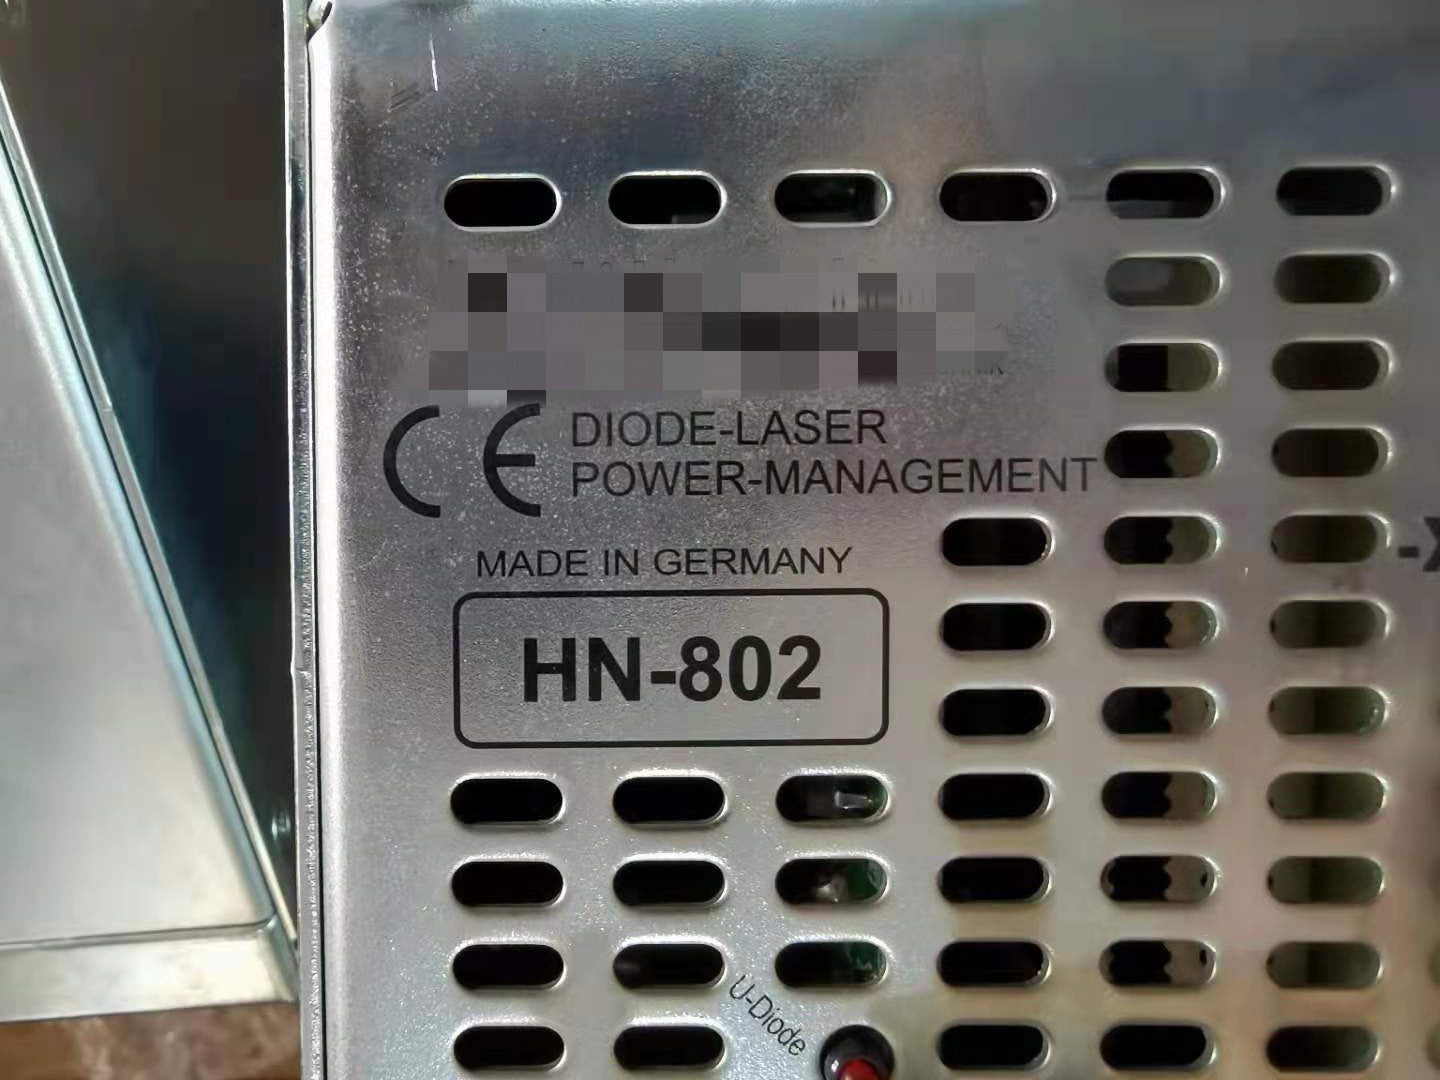 CE DIODE-LASER
POWER-MANAGEMENT
MADE IN GERMANY
HN-802
-X
U-Diode